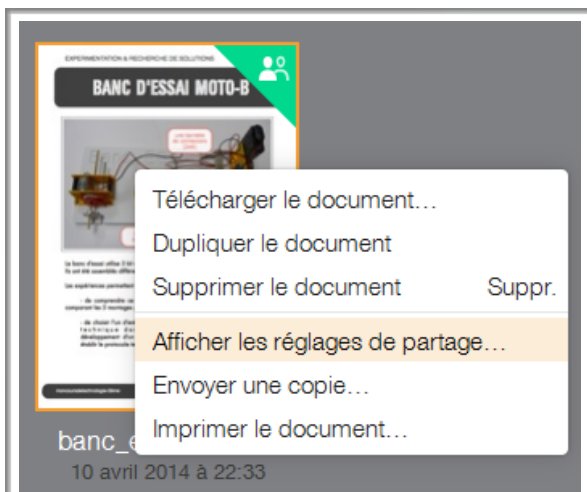 EXPERIMENTATION & RECHERCHE DE SOLUTIONS
BANC D'ESSAI MOTO-B
Télécharger le document…
Dupliquer le document
Supprimer le document Suppr.
Afficher les réglages de partage…
Envoyer une copie…
Imprimer le document…
banc_e
10 avril 2014 à 22:33